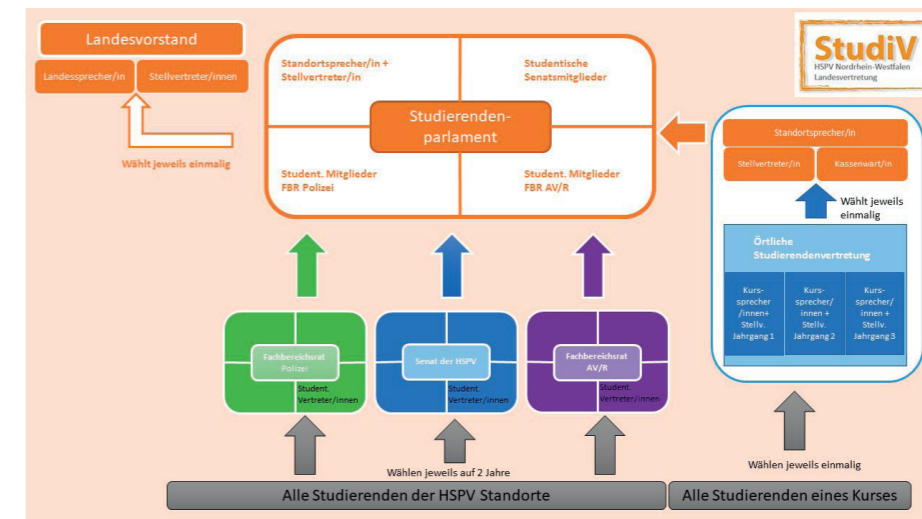 Landesvorstand
Landessprecher/in
Stellvertreter/innen
Wählt jeweils einmalig
Standortsprecher/in +
Stellvertreter/in
Studentische
Senatsmitglieder
Studierenden-
parlament
Student. Mitglieder
FBR Polizei
Student. Mitglieder
FBR AV/R
StudiV
HSPV Nordrhein-Westfalen
Landesvertretung
Standortsprecher/in
Stellvertreter/in
Kassenwart/in
Wählt jeweils
einmalig
Örtliche
Studierendenvertretung
Kurs-
sprecher
/innen+
Stellv.
Jahrgang 1
Kurs-
sprecher/
innen +
Stellv.
Jahrgang 2
Kurs-
sprecher/
innen +
Stellv.
Jahrgang 3
Fachbereichsrat
Polizei
Student.
Vertreter/innen
Senat der HSPV
Student.
Vertreter/innen
Fachbereichsrat
AV/R
Student.
Vertreter/innen
Wählen jeweils auf 2 Jahre
Wählen jeweils einmalig
Alle Studierenden der HSPV Standorte
Alle Studierenden eines Kurses